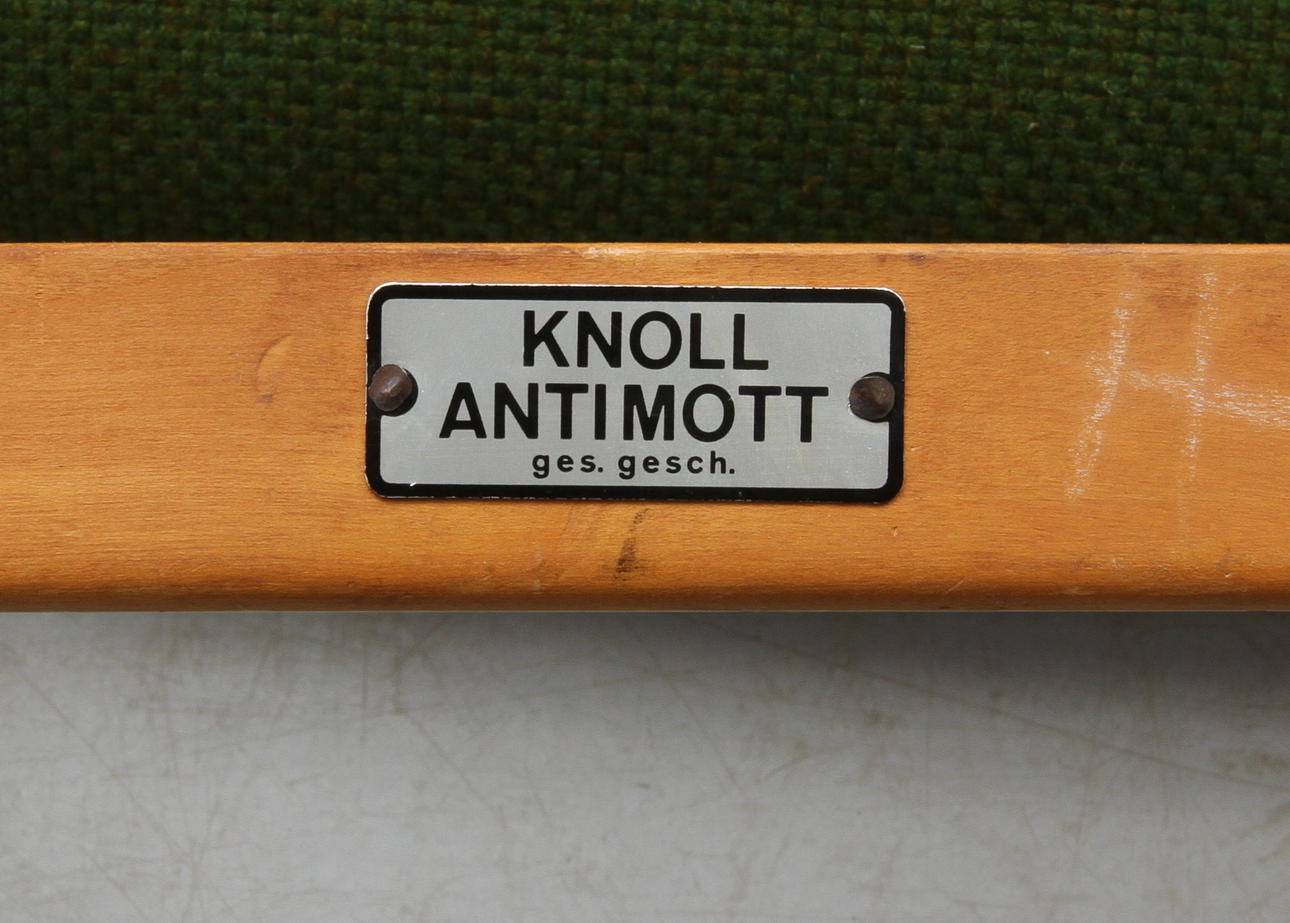 KNOLL
ANTIMOTT
ges. gesch.